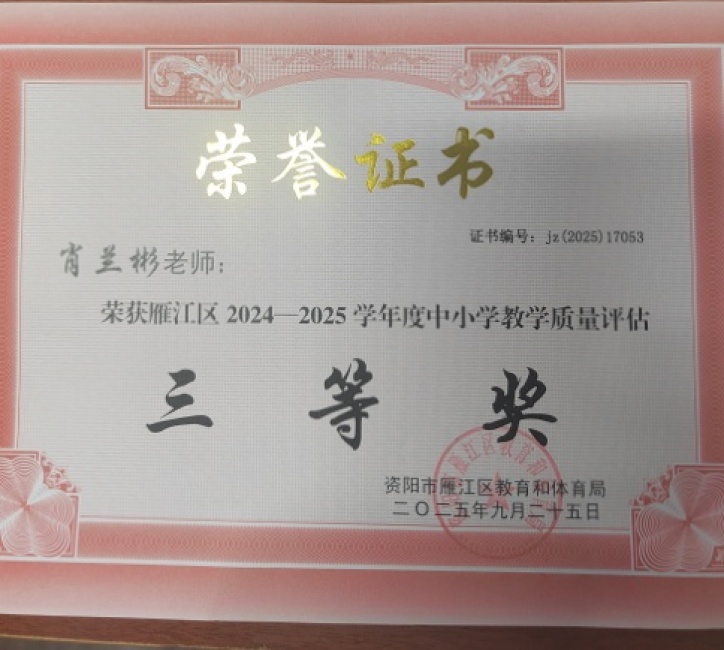 荣誉证书
证书编号：jz(2025)17053
肖兰彬老师：
荣获雁江区2024—2025学年度中小学教学质量评估
三等奖
资阳市雁江区教育和体育局
二〇二五年九月二十五日